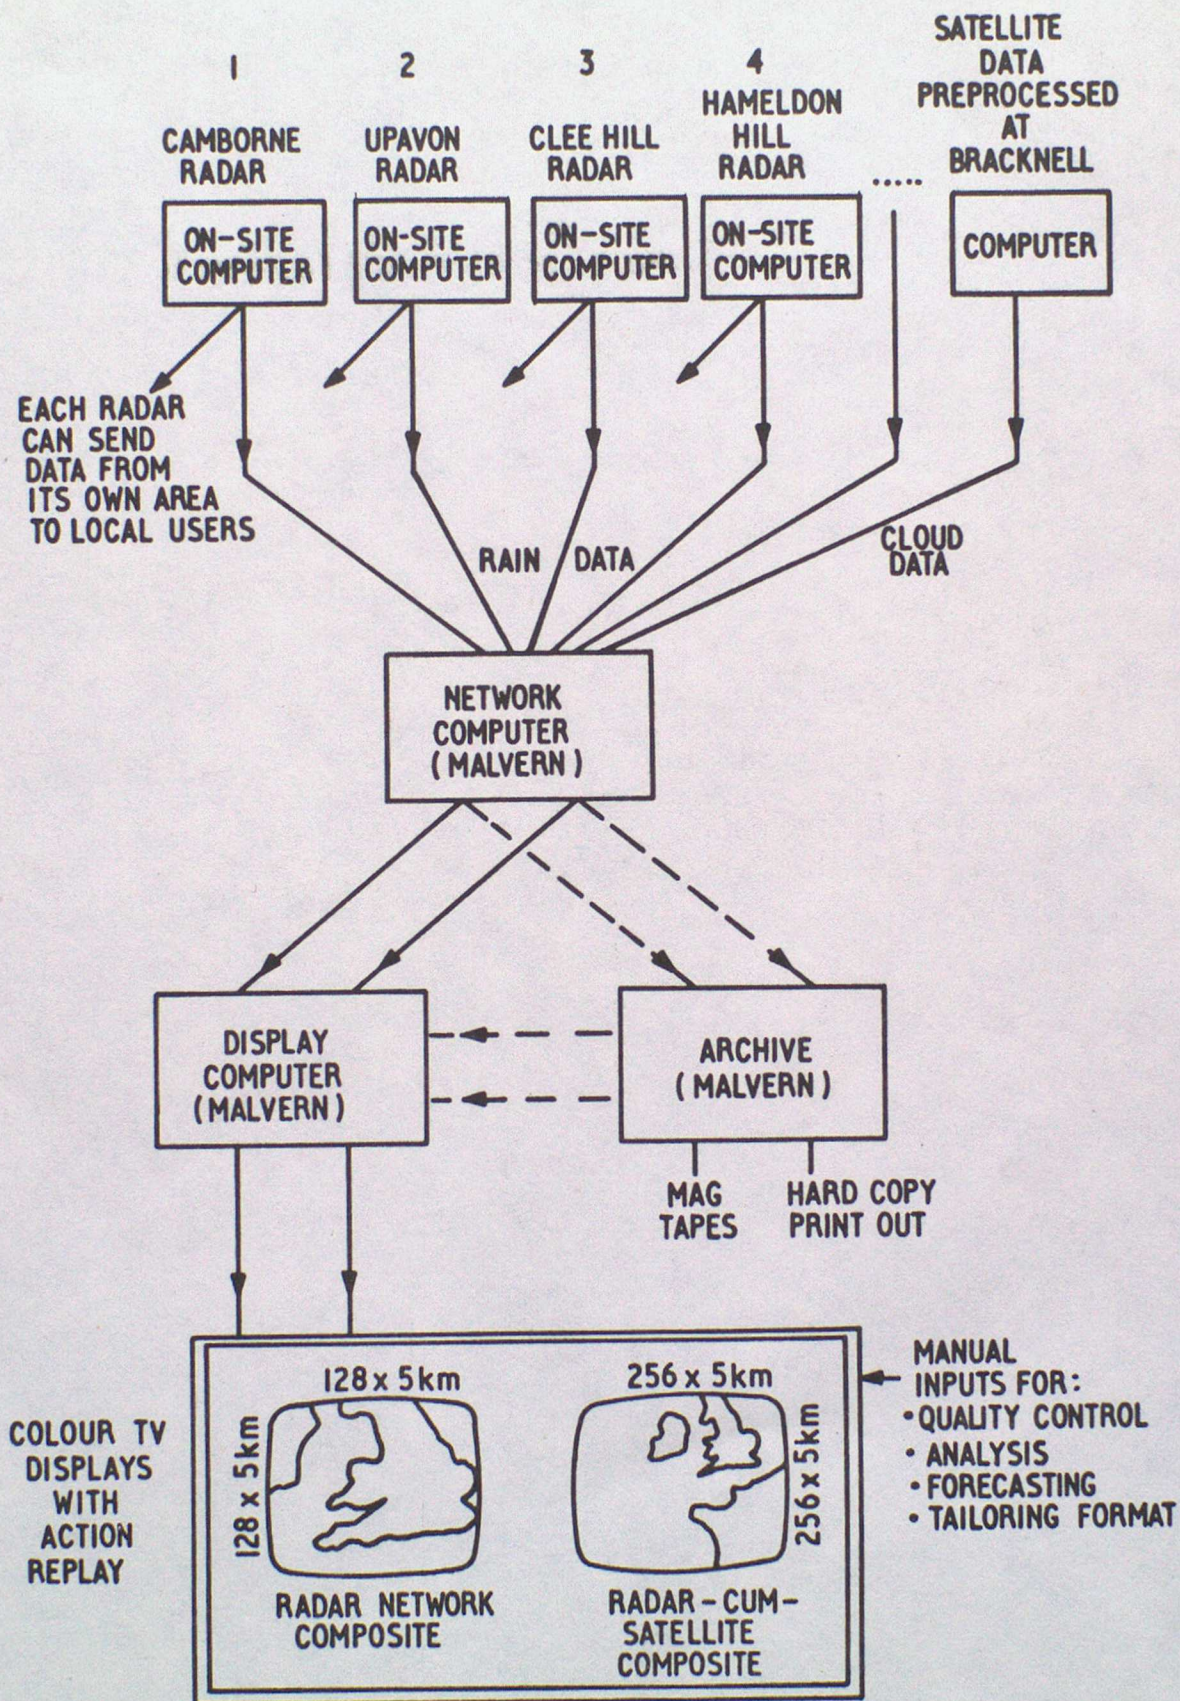 1
2
3
4
SATELLITE
DATA
PREPROCESSED
AT
BRACKNELL
CAMBORNE
RADAR
UPAVON
RADAR
CLEE HILL
RADAR
HAMELDON
HILL
RADAR
.....
ON-SITE
COMPUTER
ON-SITE
COMPUTER
ON-SITE
COMPUTER
ON-SITE
COMPUTER
COMPUTER
EACH RADAR
CAN SEND
DATA FROM
ITS OWN AREA
TO LOCAL USERS
RAIN DATA
CLOUD
DATA
NETWORK
COMPUTER
(MALVERN)
DISPLAY
COMPUTER
(MALVERN)
ARCHIVE
(MALVERN)
MAG
TAPES
HARD COPY
PRINT OUT
COLOUR TV
DISPLAYS
WITH
ACTION
REPLAY
128 x 5km
128 x 5km
RADAR NETWORK
COMPOSITE
256 x 5km
256 x 5km
RADAR-CUM-
SATELLITE
COMPOSITE
MANUAL
INPUTS FOR:
• QUALITY CONTROL
• ANALYSIS
• FORECASTING
• TAILORING FORMAT